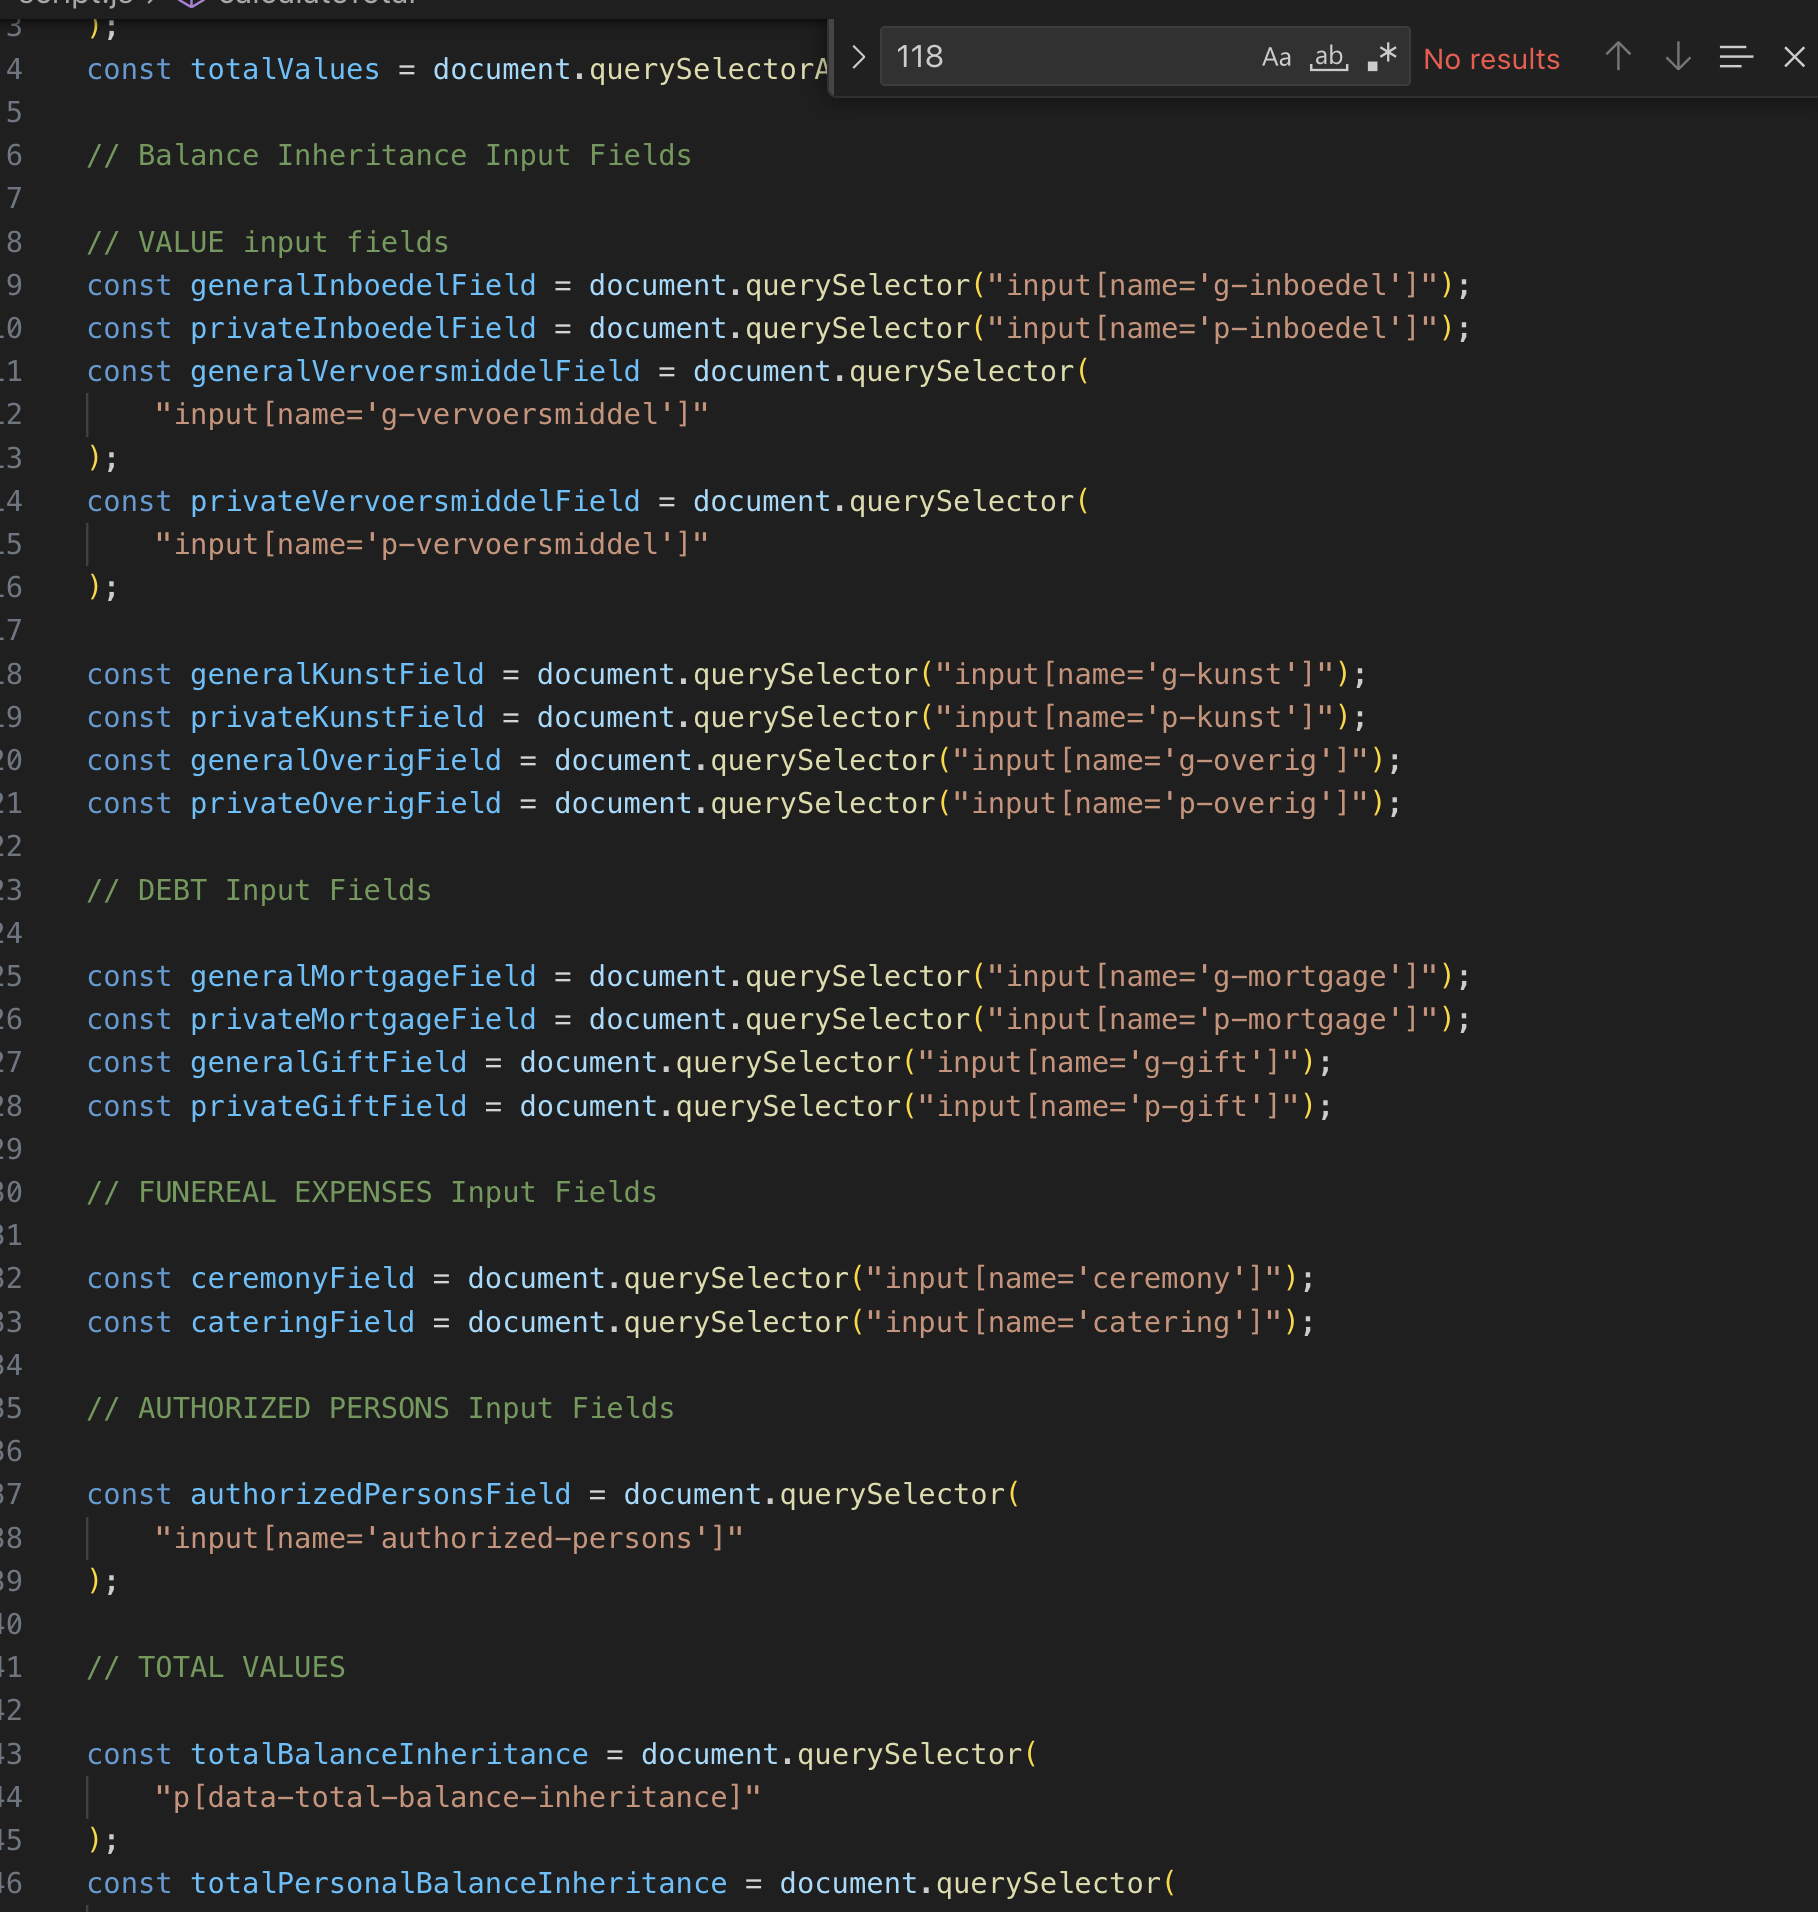 118 Aa ab .* No results
3 );
4 const totalValues = document.querySelectorA
5
6 // Balance Inheritance Input Fields
7
8 // VALUE input fields
9 const generalInboedelField = document.querySelector("input[name='g-inboedel']");
10 const privateInboedelField = document.querySelector("input[name='p-inboedel']");
11 const generalVervoersmiddelField = document.querySelector(
12 "input[name='g-vervoersmiddel']"
13 );
14 const privateVervoersmiddelField = document.querySelector(
15 "input[name='p-vervoersmiddel']"
16 );
17
18 const generalKunstField = document.querySelector("input[name='g-kunst']");
19 const privateKunstField = document.querySelector("input[name='p-kunst']");
20 const generalOverigField = document.querySelector("input[name='g-overig']");
21 const privateOverigField = document.querySelector("input[name='p-overig']");
22
23 // DEBT Input Fields
24
25 const generalMortgageField = document.querySelector("input[name='g-mortgage']");
26 const privateMortgageField = document.querySelector("input[name='p-mortgage']");
27 const generalGiftField = document.querySelector("input[name='g-gift']");
28 const privateGiftField = document.querySelector("input[name='p-gift']");
29
30 // FUNEREAL EXPENSES Input Fields
31
32 const ceremonyField = document.querySelector("input[name='ceremony']");
33 const cateringField = document.querySelector("input[name='catering']");
34
35 // AUTHORIZED PERSONS Input Fields
36
37 const authorizedPersonsField = document.querySelector(
38 "input[name='authorized-persons']"
39 );
40
41 // TOTAL VALUES
42
43 const totalBalanceInheritance = document.querySelector(
44 "p[data-total-balance-inheritance]"
45 );
46 const totalPersonalBalanceInheritance = document.querySelector(